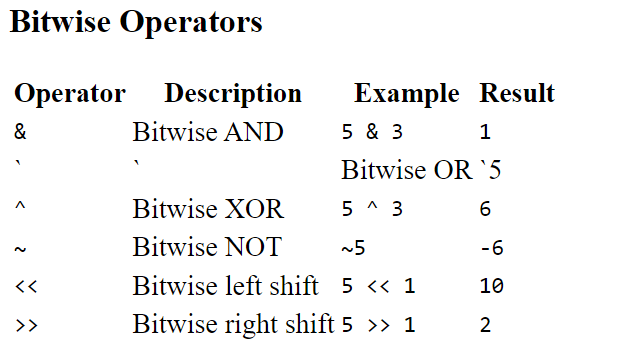 Bitwise Operators
Operator Description Example Result
& Bitwise AND 5 & 3 1
` ` Bitwise OR `5
^ Bitwise XOR 5 ^ 3 6
~ Bitwise NOT ~5 -6
<< Bitwise left shift 5 << 1 10
>> Bitwise right shift 5 >> 1 2